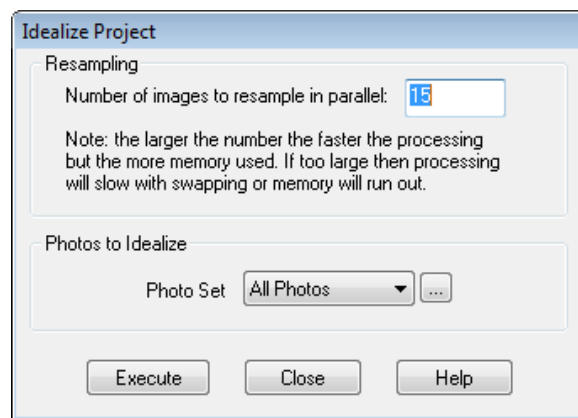 Idealize Project
Resampling
Number of images to resample in parallel: 15
Note: the larger the number the faster the processing
but the more memory used. If too large then processing
will slow with swapping or memory will run out.
Photos to Idealize
Photo Set All Photos ...
Execute Close Help